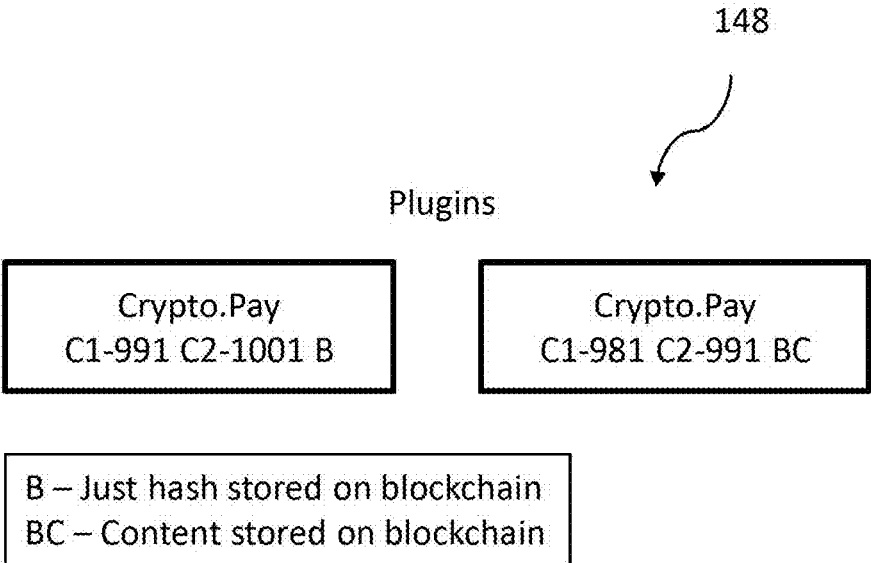 148
Plugins
Crypto.Pay
C1-991 C2-1001 B
Crypto.Pay
C1-981 C2-991 BC
B – Just hash stored on blockchain
BC – Content stored on blockchain